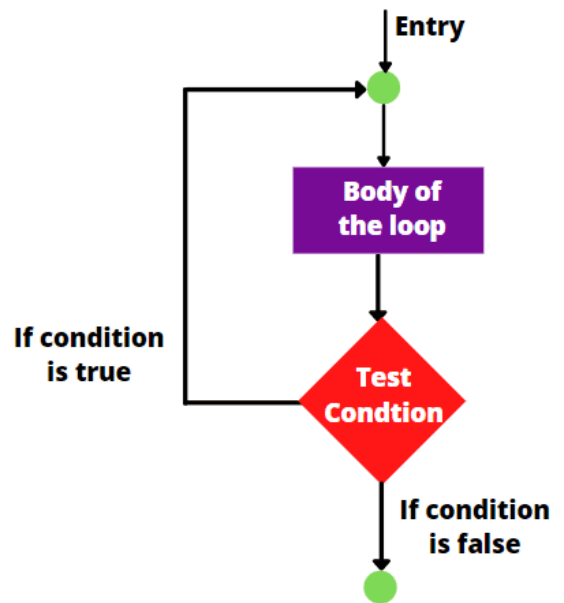 Entry
Body of
the loop
If condition
is true
Test
Condtion
If condition
is false